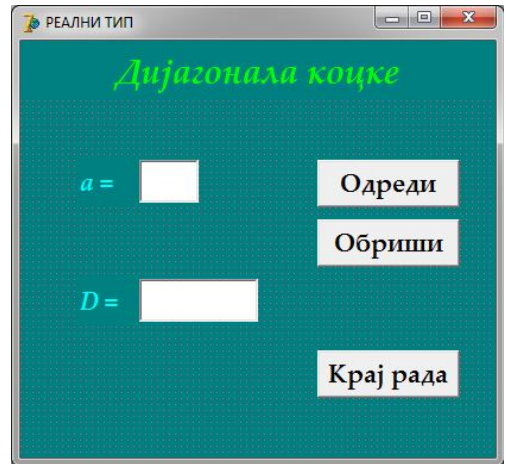 РЕАЛНИ ТИП
Дијагонала коцке
a =
Одреди
Обриши
D =
Крај рада